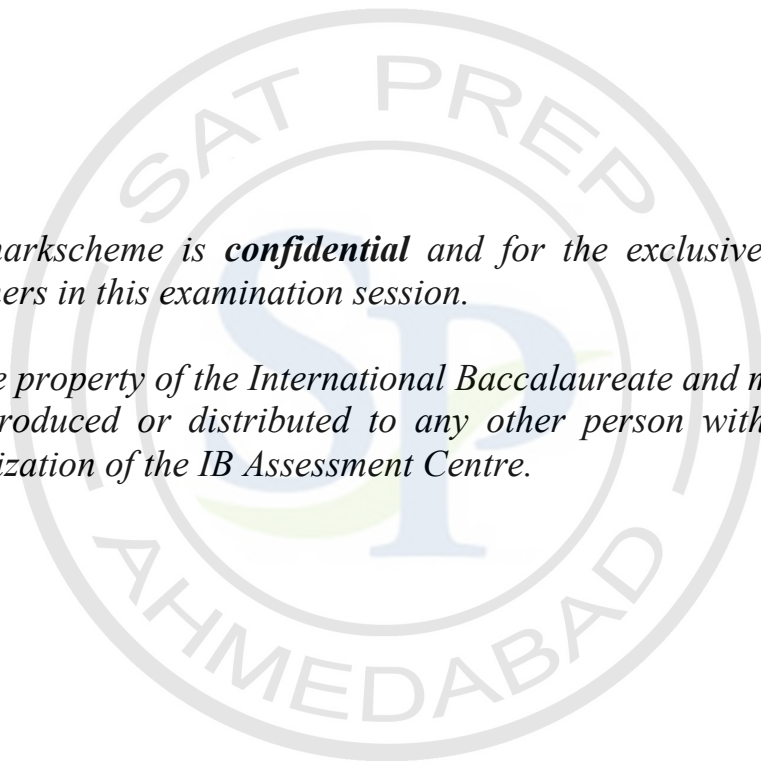 SAT PREP
arkscheme is confidential and for the exclusive
ers in this examination session.
e property of the International Baccalaureate and
roduced or distributed to any other person with
ization of the IB Assessment Centre.
SP
AHMEDABAD